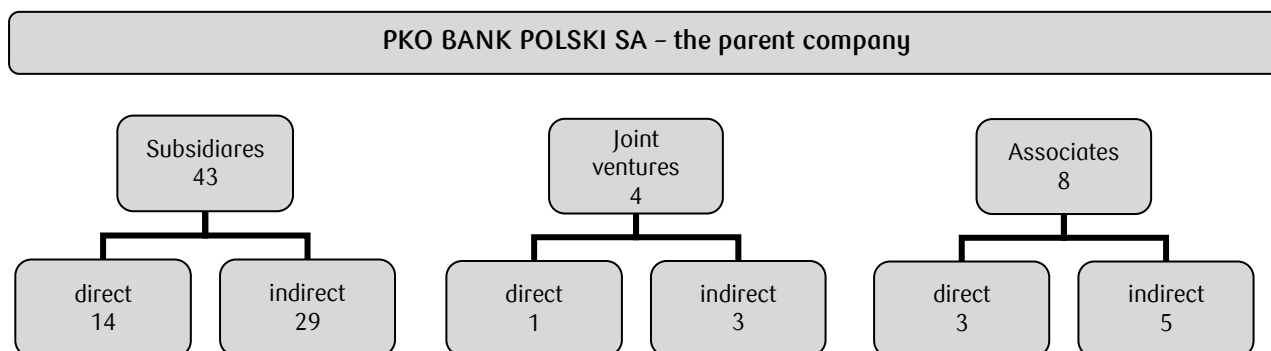 PKO BANK POLSKI SA – the parent company
Subsidiares
43
Joint
ventures
4
Associates
8
direct
14
indirect
29
direct
1
indirect
3
direct
3
indirect
5